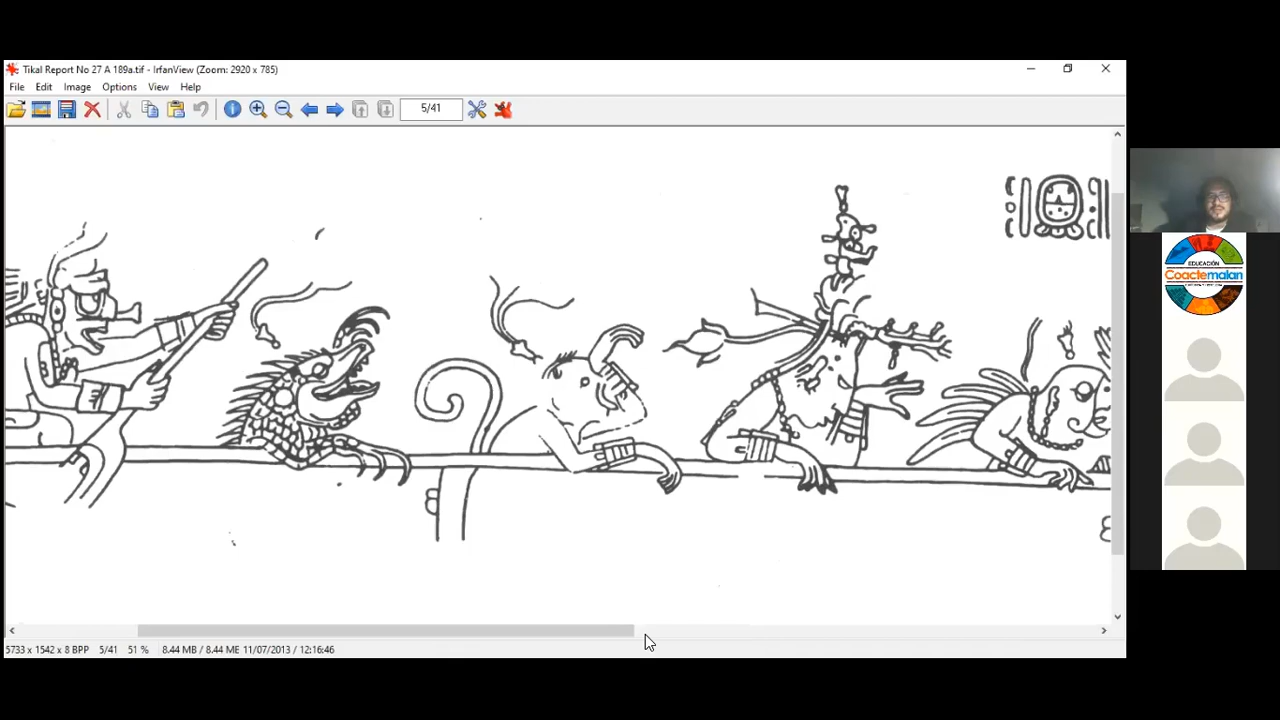 Tikal Report No 27 A 189a.tif - IrfanView (Zoom: 2920 x 785)
File Edit Image Options View Help
5/41
EDUCACIÓN
Coactemalan
5733 x 1542 x 8 BPP 5/41 51 % 8.44 MB / 8.44 ME 11/07/2013 / 12:16:46